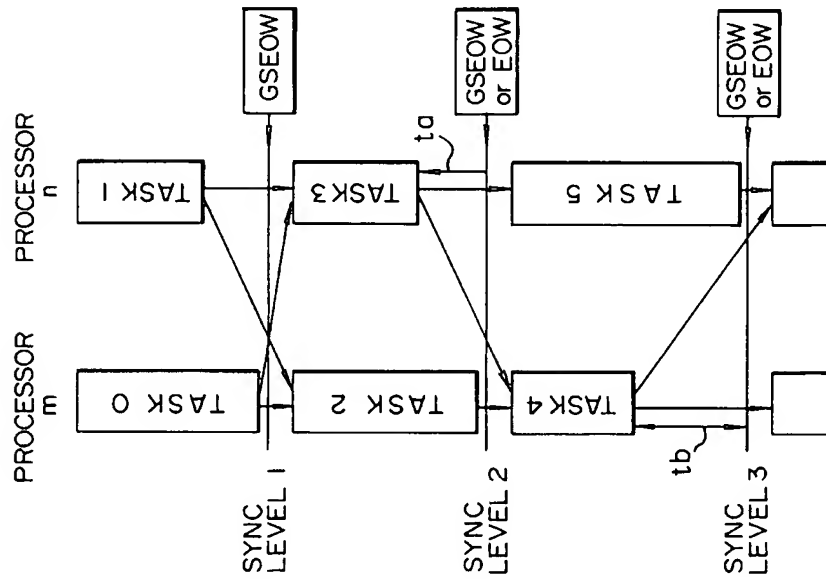 PROCESSOR
m
PROCESSOR
n
TASK 0
TASK 1
SYNC
LEVEL 1
GSEOW
TASK 2
TASK 3
ta
SYNC
LEVEL 2
GSEOW
or EOW
TASK 4
TASK 5
tb
SYNC
LEVEL 3
GSEOW
or EOW